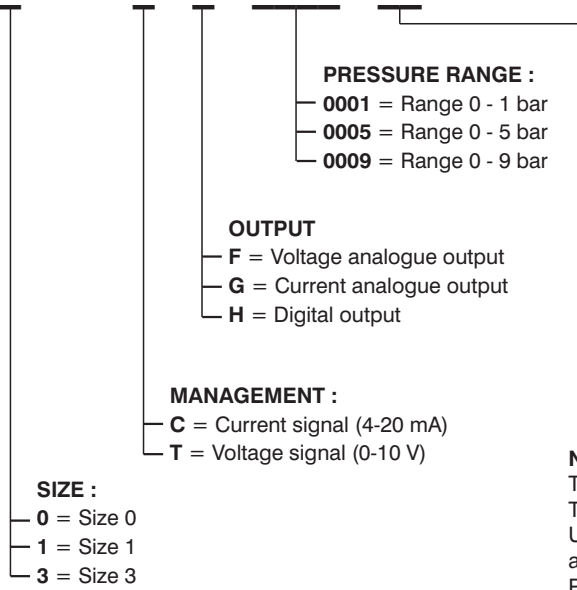 PRESSURE RANGE :
0001 = Range 0 - 1 bar
0005 = Range 0 - 5 bar
0009 = Range 0 - 9 bar
OUTPUT
F = Voltage analogue output
G = Current analogue output
H = Digital output
MANAGEMENT :
C = Current signal (4-20 mA)
T = Voltage signal (0-10 V)
SIZE :
0 = Size 0
1 = Size 1
3 = Size 3